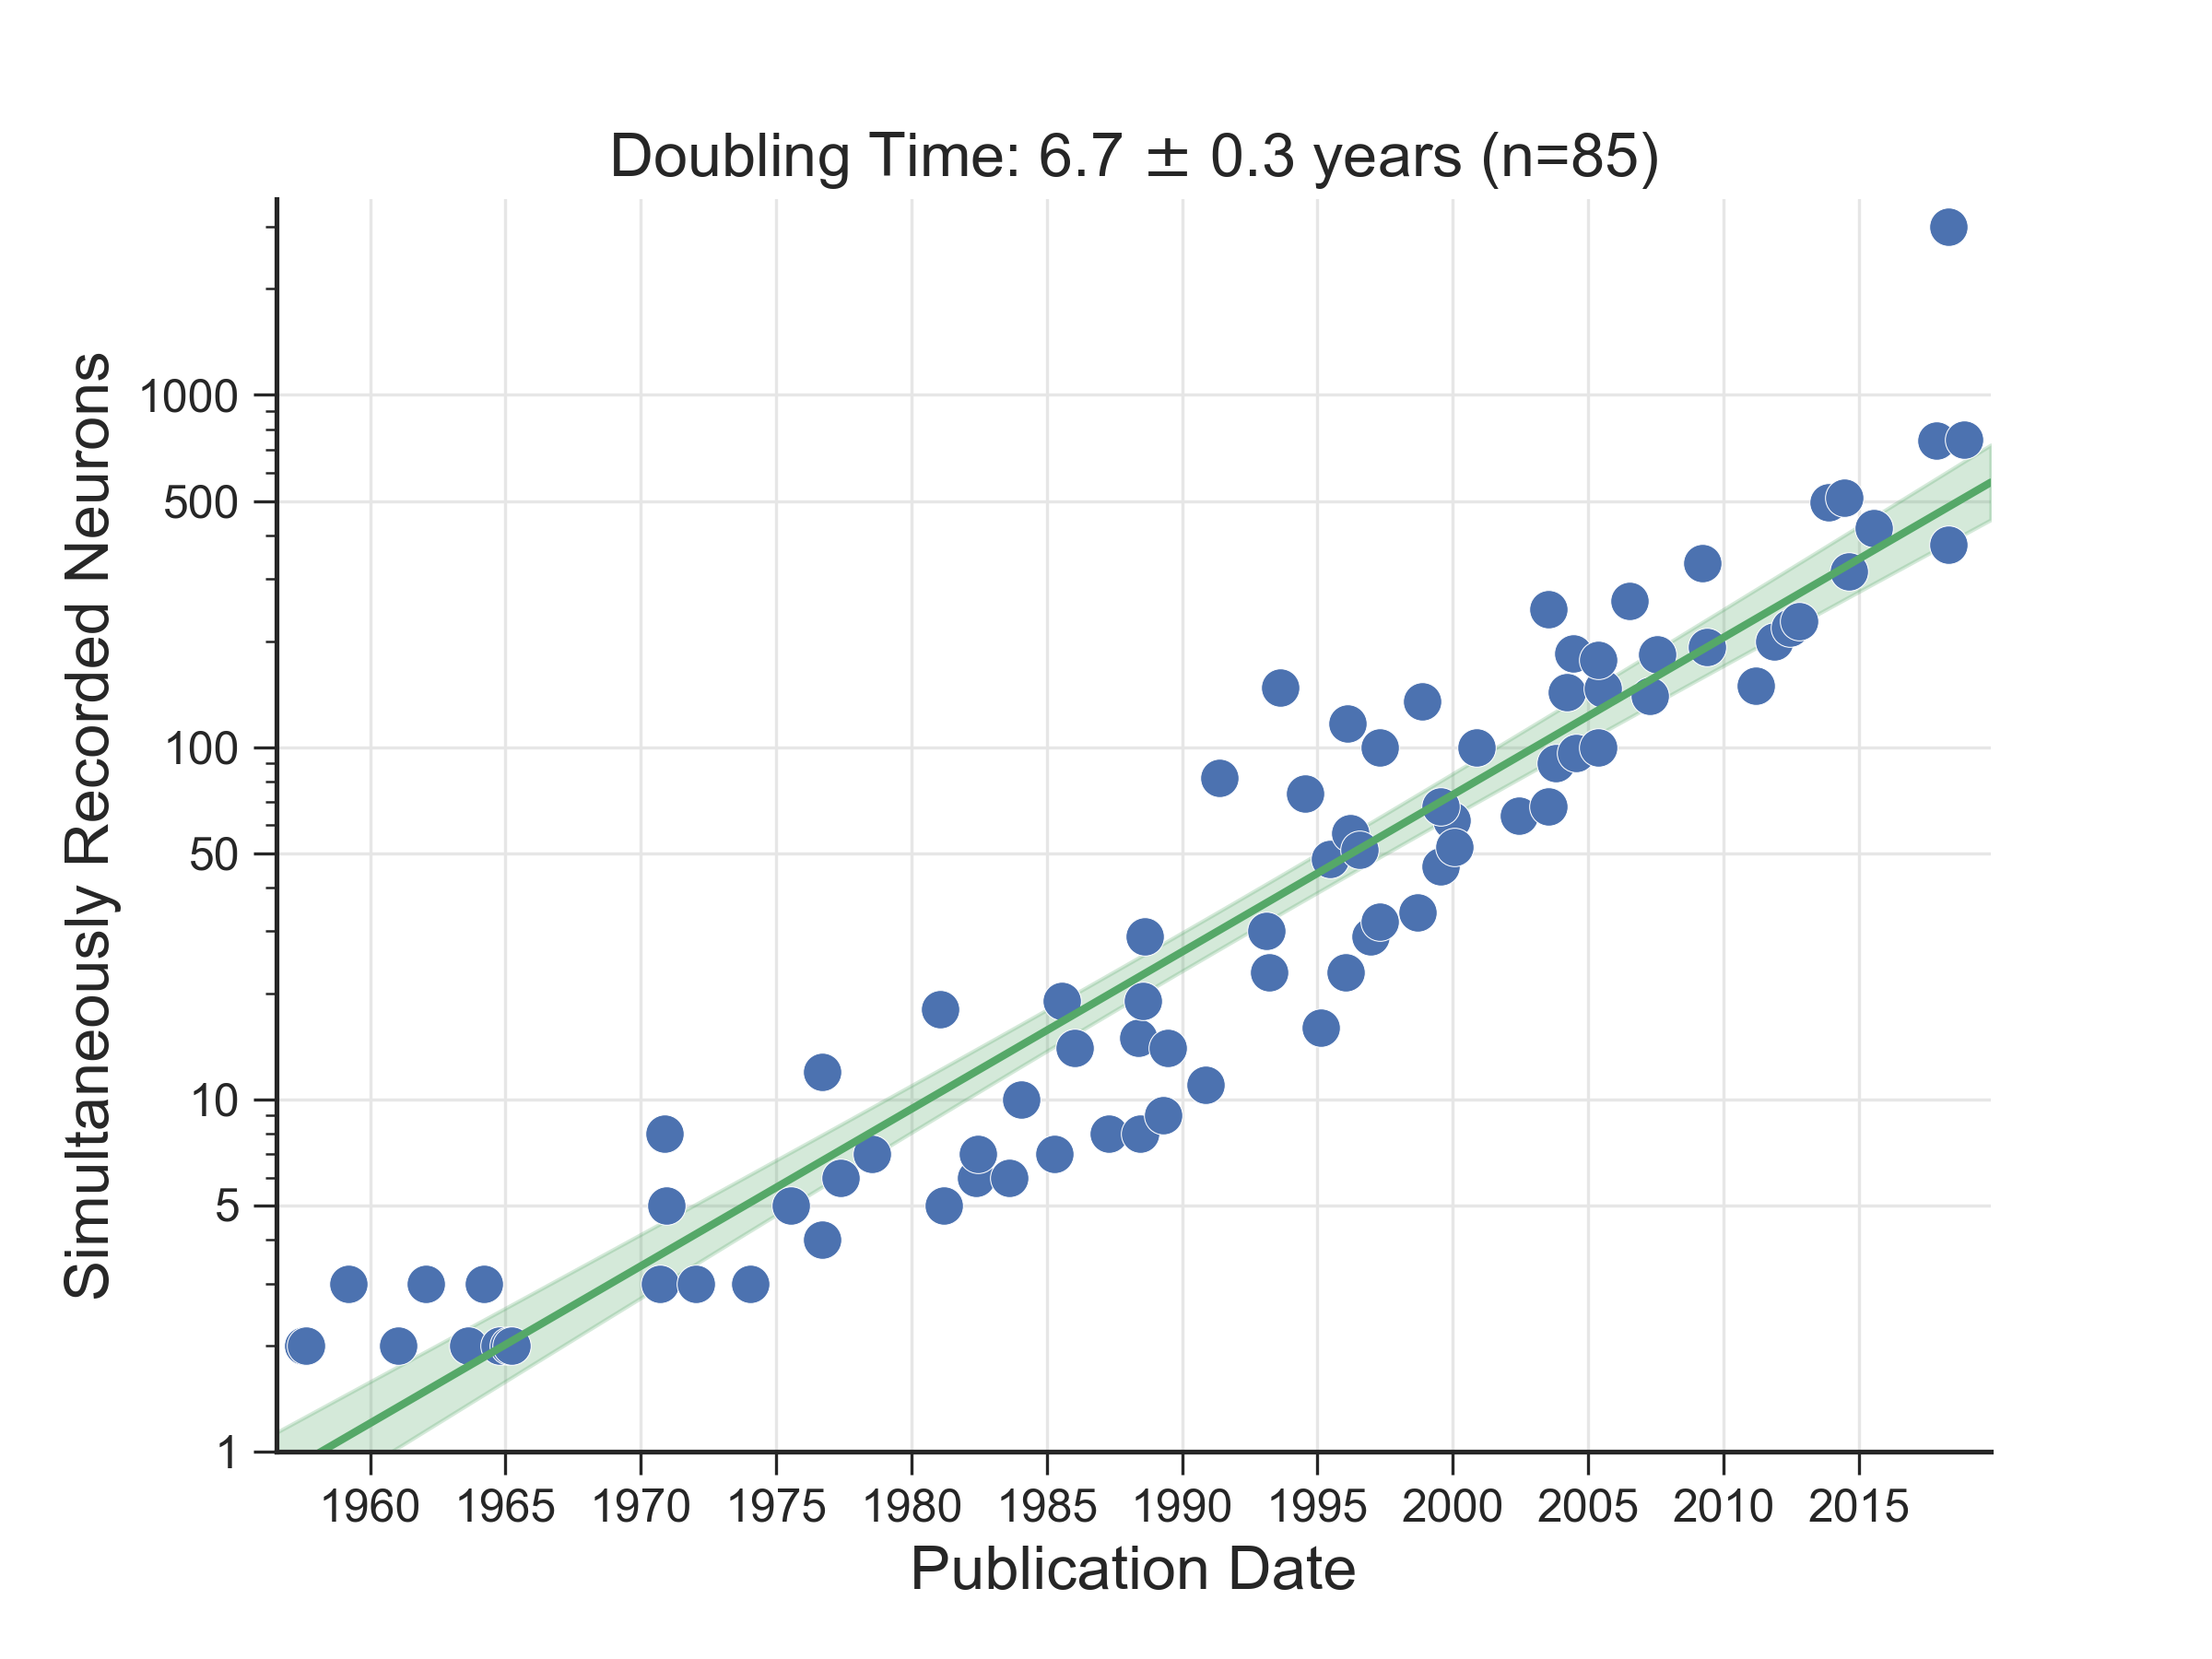 Doubling Time: 6.7 ± 0.3 years (n=85)
Simultaneously Recorded Neurons
1000
500
100
50
10
5
1
1960 1965 1970 1975 1980 1985 1990 1995 2000 2005 2010 2015
Publication Date